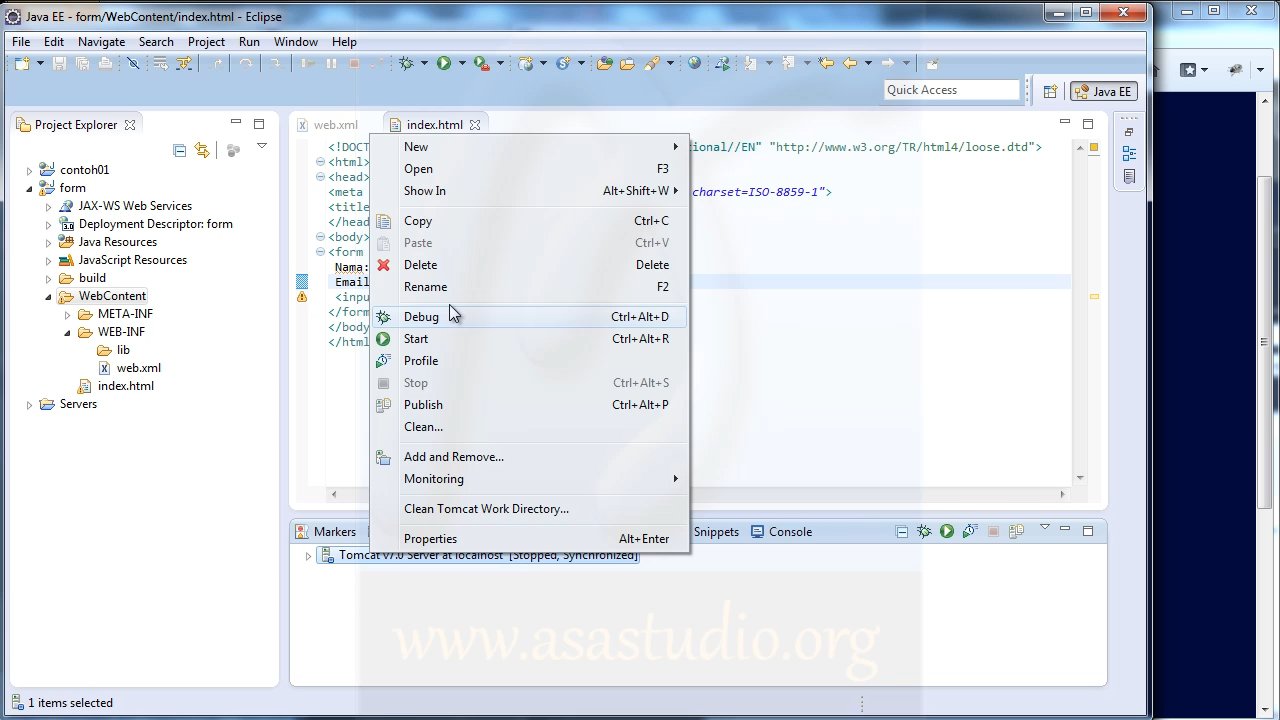 Java EE - form/WebContent/index.html - Eclipse
File Edit Navigate Search Project Run Window Help
Quick Access
Java EE
Project Explorer
web.xml
index.html
contoh01
form
JAX-WS Web Services
Deployment Descriptor: form
Java Resources
JavaScript Resources
build
WebContent
META-INF
WEB-INF
lib
web.xml
index.html
Servers
<!DOCT
ional//EN" "http://www.w3.org/TR/html4/loose.dtd">
<html>
<head>
<meta
charset=ISO-8859-1">
<title
</head
<body>
<form
Nama:
Email
<inpu
</form
</body
</html
New
Open F3
Show In Alt+Shift+W
Copy Ctrl+C
Paste Ctrl+V
Delete Delete
Rename F2
Debug Ctrl+Alt+D
Start Ctrl+Alt+R
Profile
Stop Ctrl+Alt+S
Publish Ctrl+Alt+P
Clean...
Add and Remove...
Monitoring
Clean Tomcat Work Directory...
Properties Alt+Enter
Markers
Snippets
Console
Tomcat v7.0 Server at localhost [Stopped, Synchronized]
www.asastudio.org
1 items selected